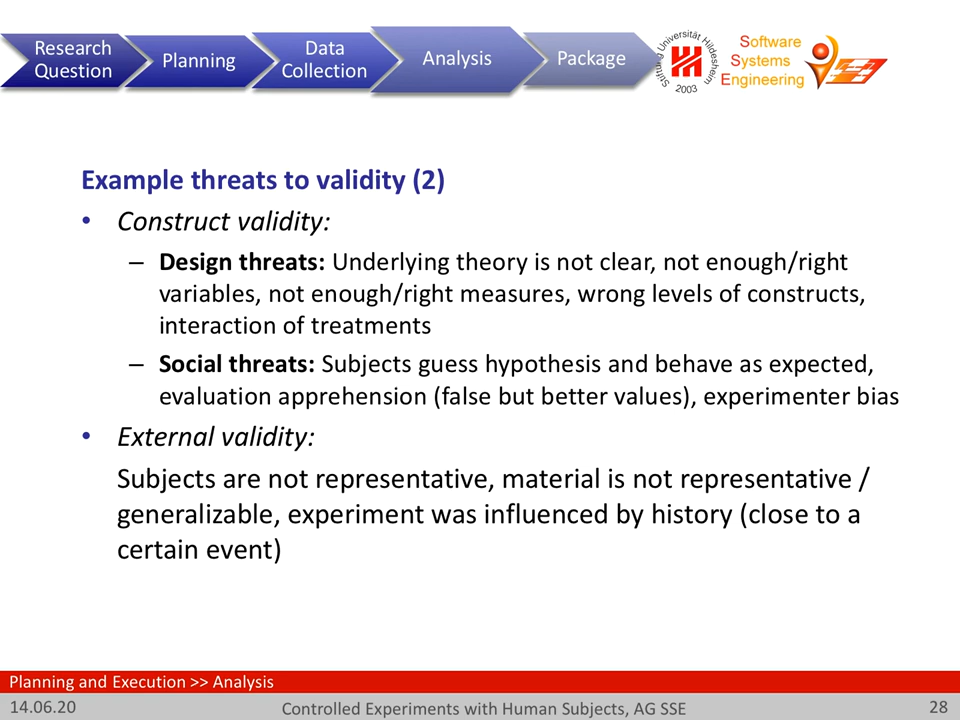 Research
Question
Planning
Data
Collection
Analysis
Package
Stiftung Universität Hildesheim
2003
Software
Systems
Engineering
Example threats to validity (2)
• Construct validity:
– Design threats: Underlying theory is not clear, not enough/right
variables, not enough/right measures, wrong levels of constructs,
interaction of treatments
– Social threats: Subjects guess hypothesis and behave as expected,
evaluation apprehension (false but better values), experimenter bias
• External validity:
Subjects are not representative, material is not representative /
generalizable, experiment was influenced by history (close to a
certain event)
Planning and Execution >> Analysis
14.06.20
Controlled Experiments with Human Subjects, AG SSE
28